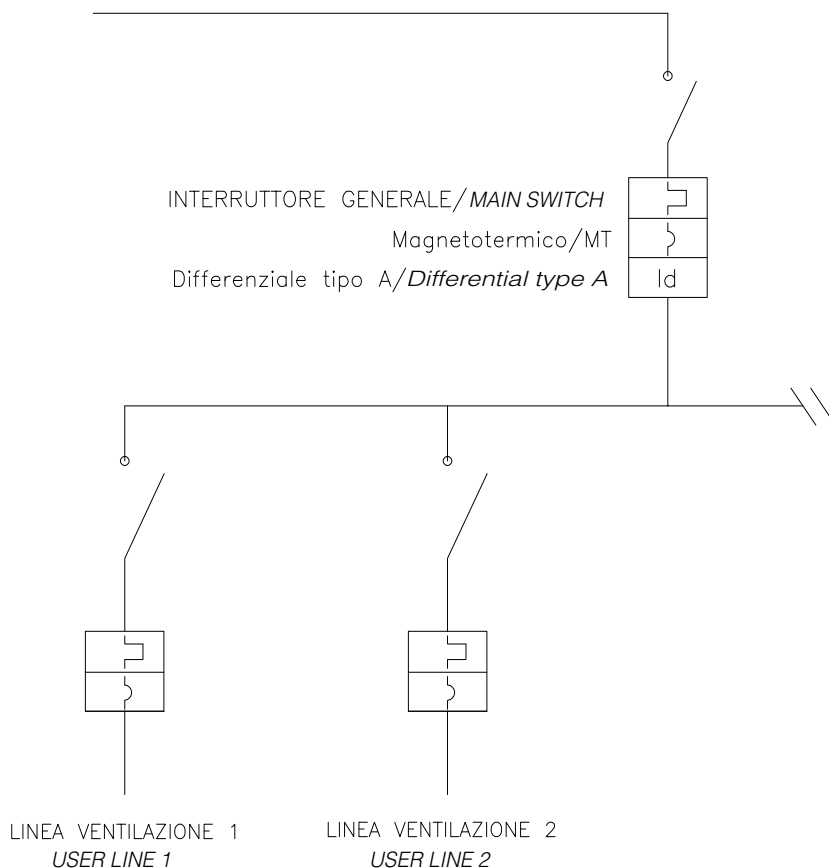 INTERRUTTORE GENERALE/MAIN SWITCH
Magnetotermico/MT
Differenziale tipo A/Differential type A
Id
LINEA VENTILAZIONE 1
USER LINE 1
LINEA VENTILAZIONE 2
USER LINE 2